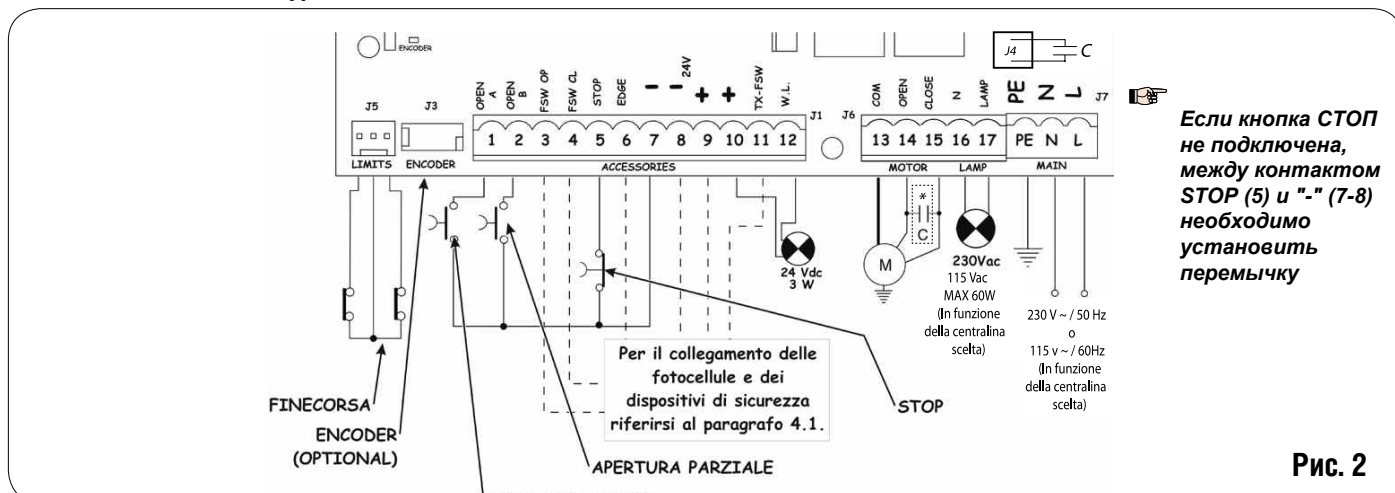 ENCODER
J4
C
OPEN A
OPEN B
FSW OP
FSW CL
STOP
EDGE
-
-
24V
+
+
TX-FSW
W.L.
COM
OPEN
CLOSE
N
LAMP
PE
N
L
J5
J3
J1
J6
J7
1 2 3 4 5 6 7 8 9 10 11 12
13 14 15 16 17
PE N L
LIMITS
ENCODER
ACCESSORIES
MOTOR
LAMP
MAIN
*
C
M
24 Vdc
3 W
230Vac
115 Vac
MAX 60W
(In funzione
della centralina
scelta)
230 V ~ / 50 Hz
o
115 v ~ / 60Hz
(In funzione
della centralina
scelta)
Per il collegamento delle
fotocellule e dei
dispositivi di sicurezza
riferirsi al paragrafo 4.1.
FINECORSA
ENCODER
(OPTIONAL)
APERTURA PARZIALE
STOP
Если кнопка СТОП
не подключена,
между контактом
STOP (5) и "-" (7-8)
необходимо
установить
перемычку
Рис. 2